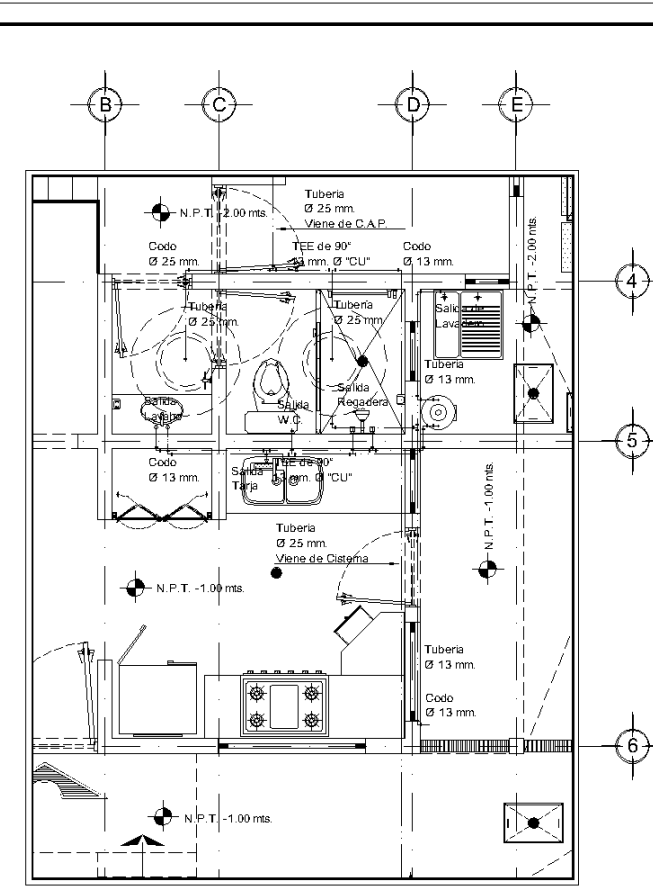 B
C
D
E
N.P.T. -2.00 mts.
Tuberia
Ø 25 mm.
Viene de C.A.P.
Codo
Ø 25 mm.
TEE de 90°
13 mm. Ø "CU"
Codo
Ø 13 mm.
N.P.T. -2.00 mts.
4
Tuberia
Ø 25 mm.
Tuberia
Ø 25 mm.
Salida de
Lavadero
Tuberia
Ø 13 mm.
Salida
Lavabo
Salida
W.C.
Salida
Regadera
5
Codo
Ø 13 mm.
Salida
Tarja
TEE de 90°
13 mm. Ø "CU"
N.P.T. -1.00 mts.
Tuberia
Ø 25 mm.
Viene de Cisterna
N.P.T. -1.00 mts.
Tuberia
Ø 13 mm.
Codo
Ø 13 mm.
6
N.P.T. -1.00 mts.